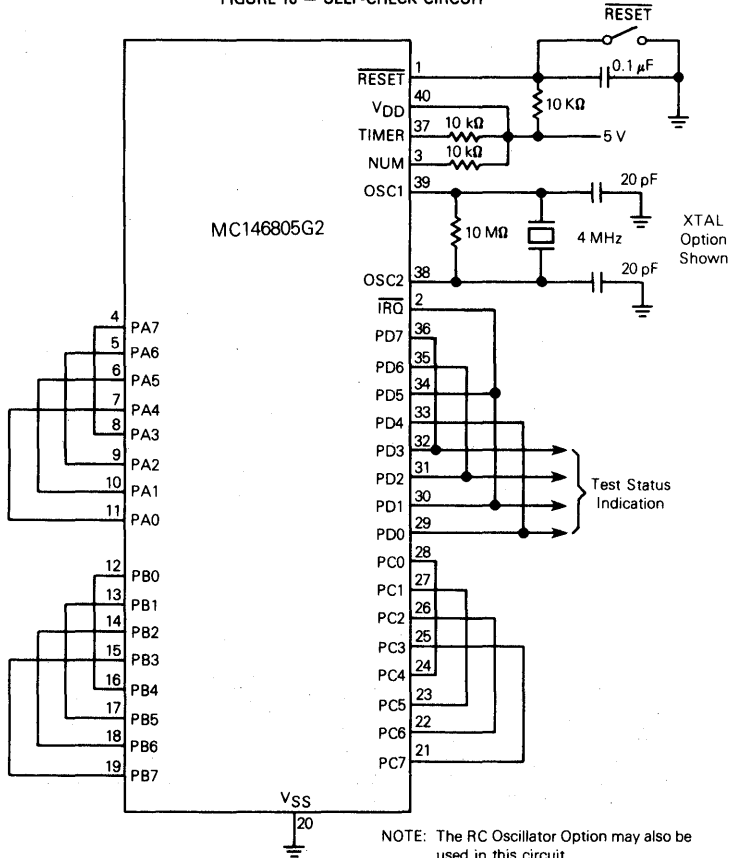 FIGURE 10 — SELF-CHECK CIRCUIT
RESET
1
RESET
0.1 µF
40
VDD
10 KΩ
37
TIMER
10 kΩ
5 V
3
NUM
10 kΩ
39
OSC1
20 pF
MC146805G2
10 MΩ
4 MHz
XTAL
Option
Shown
38
OSC2
20 pF
2
IRQ
4
PA7
36
PD7
5
PA6
35
PD6
6
PA5
34
PD5
7
PA4
33
PD4
8
PA3
32
PD3
9
PA2
31
PD2
10
PA1
30
PD1
11
PA0
29
PD0
Test Status
Indication
12
PB0
28
PC0
13
PB1
27
PC1
14
PB2
26
PC2
15
PB3
25
PC3
16
PB4
24
PC4
17
PB5
23
PC5
18
PB6
22
PC6
19
PB7
21
PC7
VSS
20
NOTE: The RC Oscillator Option may also be
used in this circuit